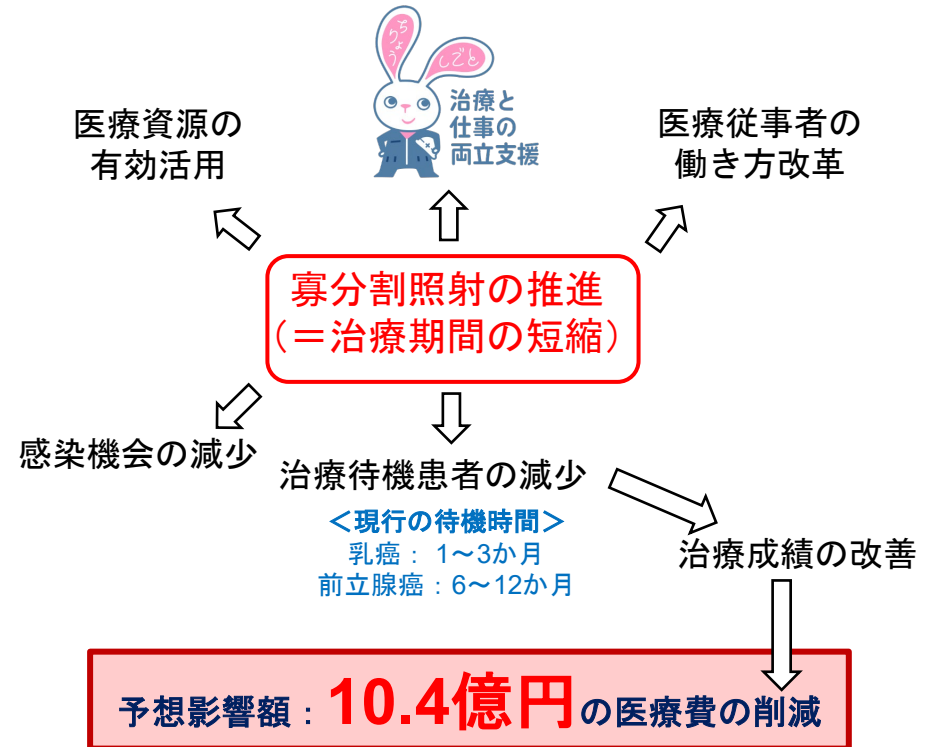 ちりょう
しごと
治療と
仕事の
両立支援
医療資源の
有効活用
医療従事者の
働き方改革
寡分割照射の推進
（＝治療期間の短縮）
感染機会の減少
治療待機患者の減少
＜現行の待機時間＞
乳癌： 1～3か月
前立腺癌：6～12か月
治療成績の改善
予想影響額：10.4億円の医療費の削減